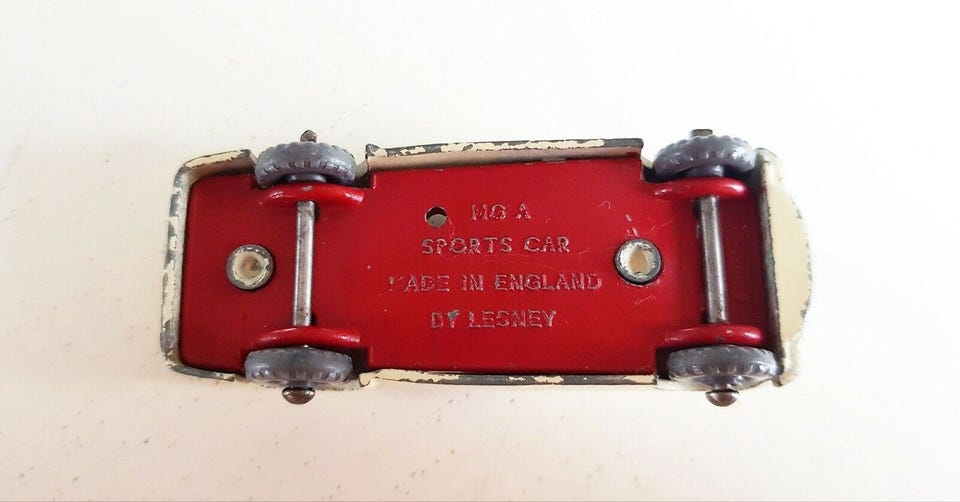 MG A
SPORTS CAR
MADE IN ENGLAND
BY LESNEY